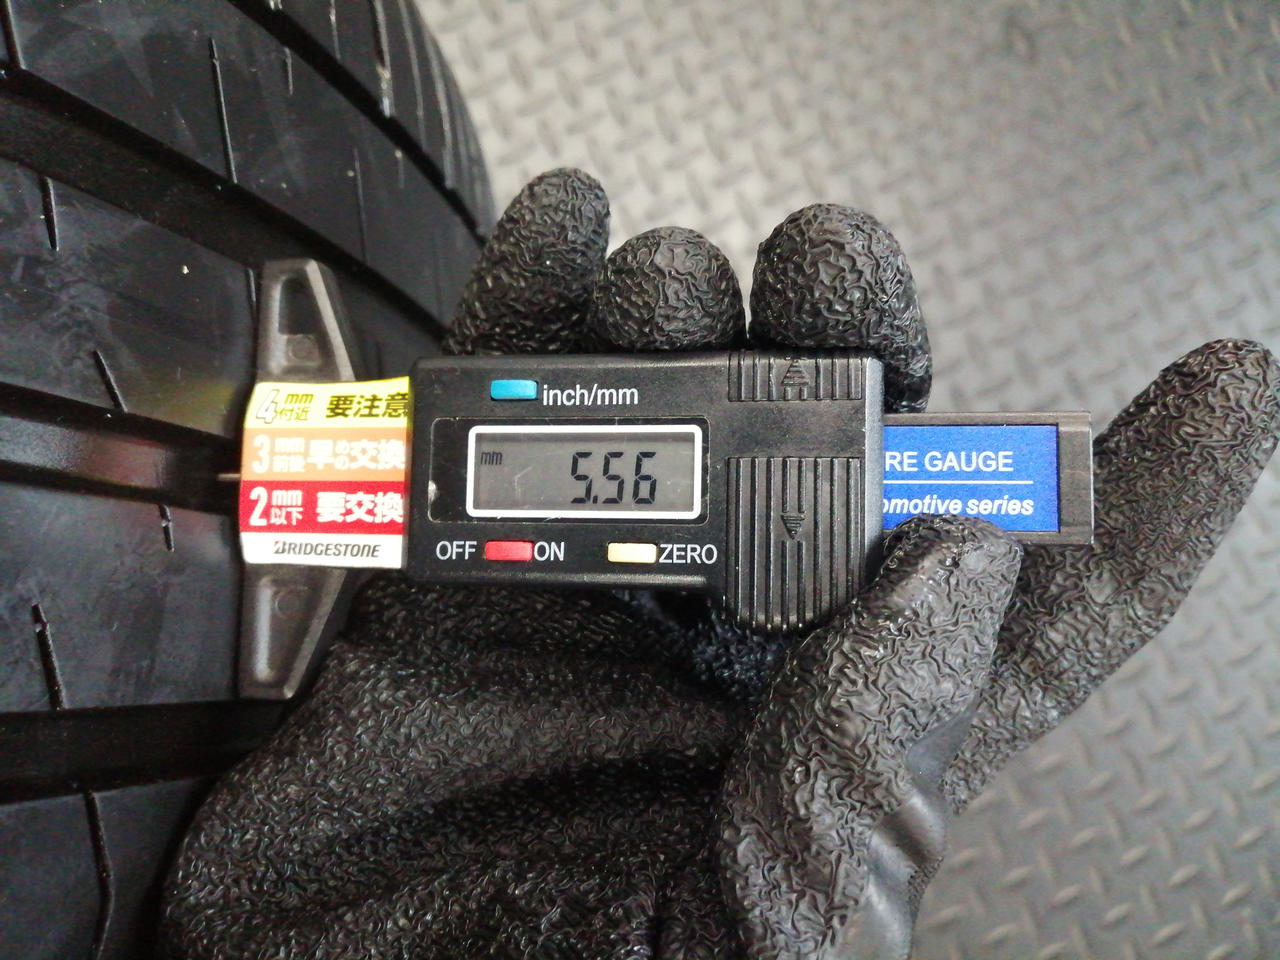 4mm付近 要注意
3mm前後 早めの交換
2mm以下 要交換
BRIDGESTONE
inch/mm
mm 5.56
OFF ON ZERO
RE GAUGE
omotive series